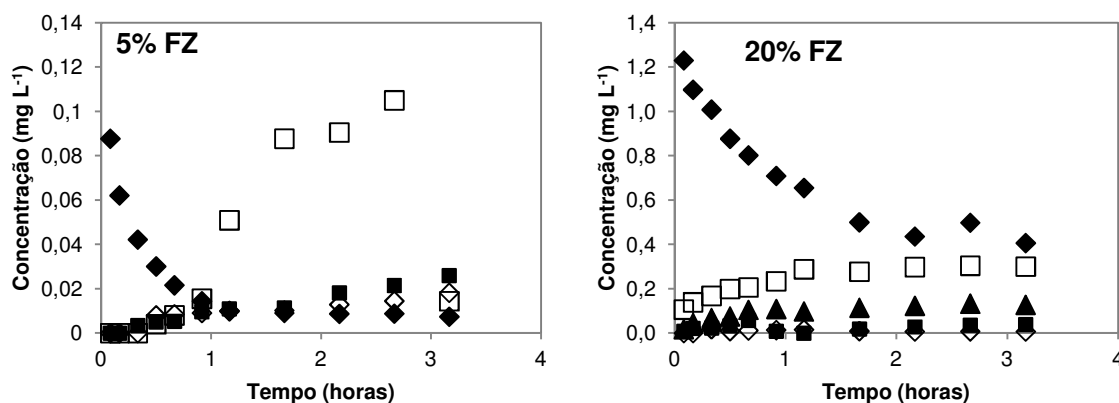 5% FZ
Concentração (mg L-1)
0,14
0,12
0,1
0,08
0,06
0,04
0,02
0
0 1 2 3 4
Tempo (horas)
20% FZ
Concentração (mg L-1)
1,4
1,2
1,0
0,8
0,6
0,4
0,2
0,0
0 1 2 3 4
Tempo (horas)